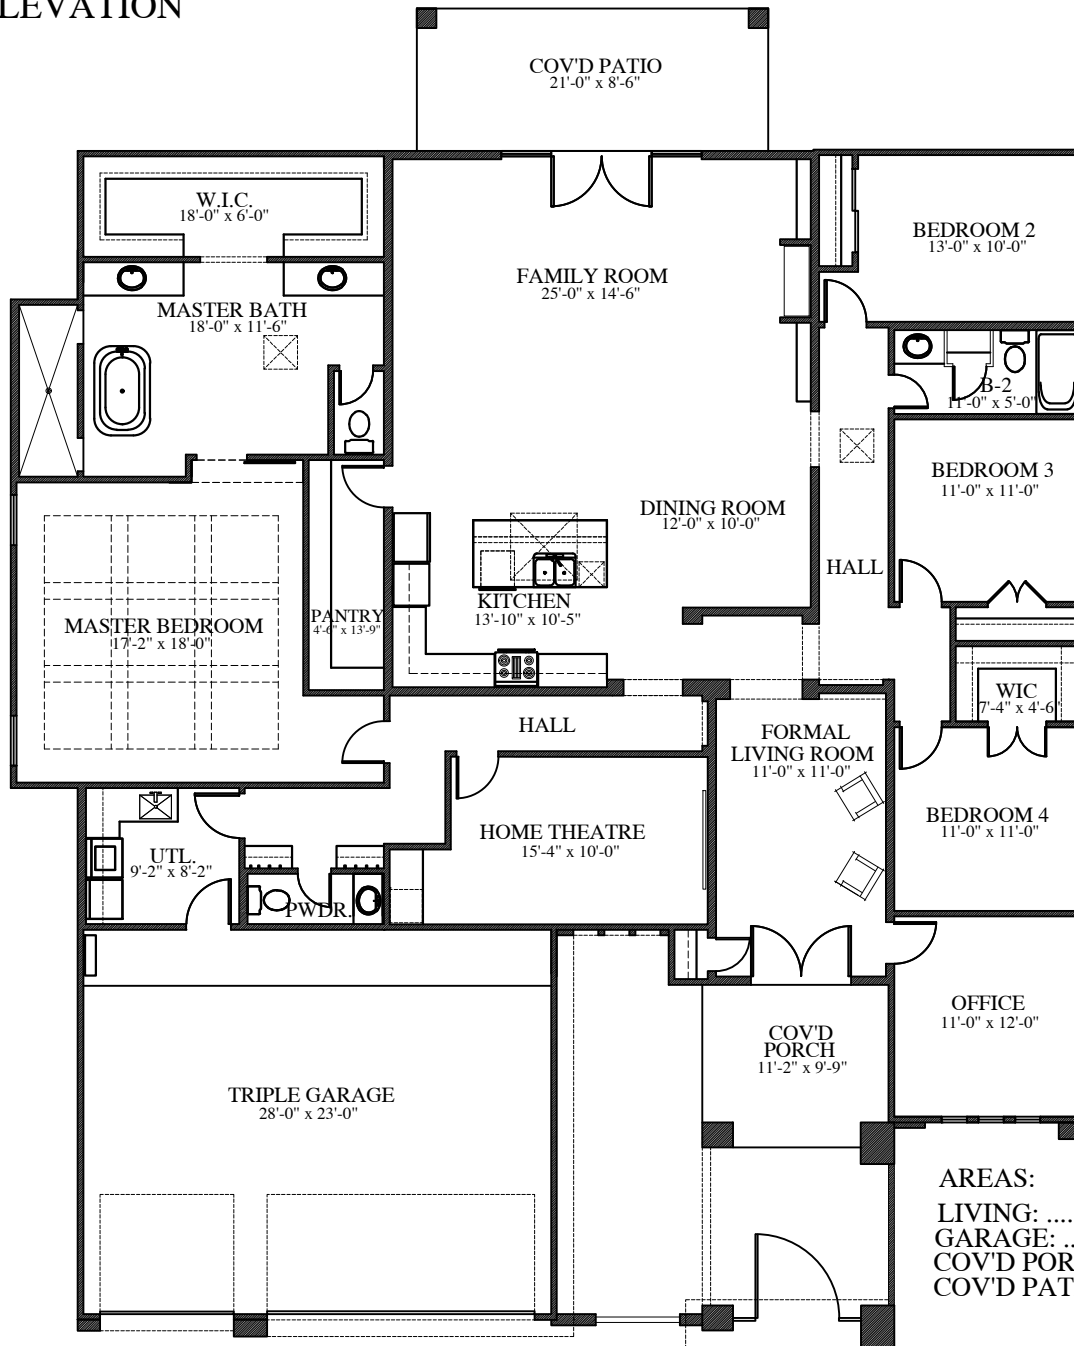 LEVATION
COV'D PATIO
21'-0" x 8'-6"
W.I.C.
18'-0" x 6'-0"
BEDROOM 2
13'-0" x 10'-0"
FAMILY ROOM
25'-0" x 14'-6"
MASTER BATH
18'-0" x 11'-6"
B-2
11'-0" x 5'-0"
BEDROOM 3
11'-0" x 11'-0"
DINING ROOM
12'-0" x 10'-0"
HALL
KITCHEN
13'-10" x 10'-5"
PANTRY
4'-6" x 13'-9"
MASTER BEDROOM
17'-2" x 18'-0"
WIC
7'-4" x 4'-6"
HALL
FORMAL
LIVING ROOM
11'-0" x 11'-0"
BEDROOM 4
11'-0" x 11'-0"
HOME THEATRE
15'-4" x 10'-0"
UTL.
9'-2" x 8'-2"
PWDR.
OFFICE
11'-0" x 12'-0"
COV'D
PORCH
11'-2" x 9'-9"
TRIPLE GARAGE
28'-0" x 23'-0"
AREAS:
LIVING: ....
GARAGE: ..
COV'D POR
COV'D PAT